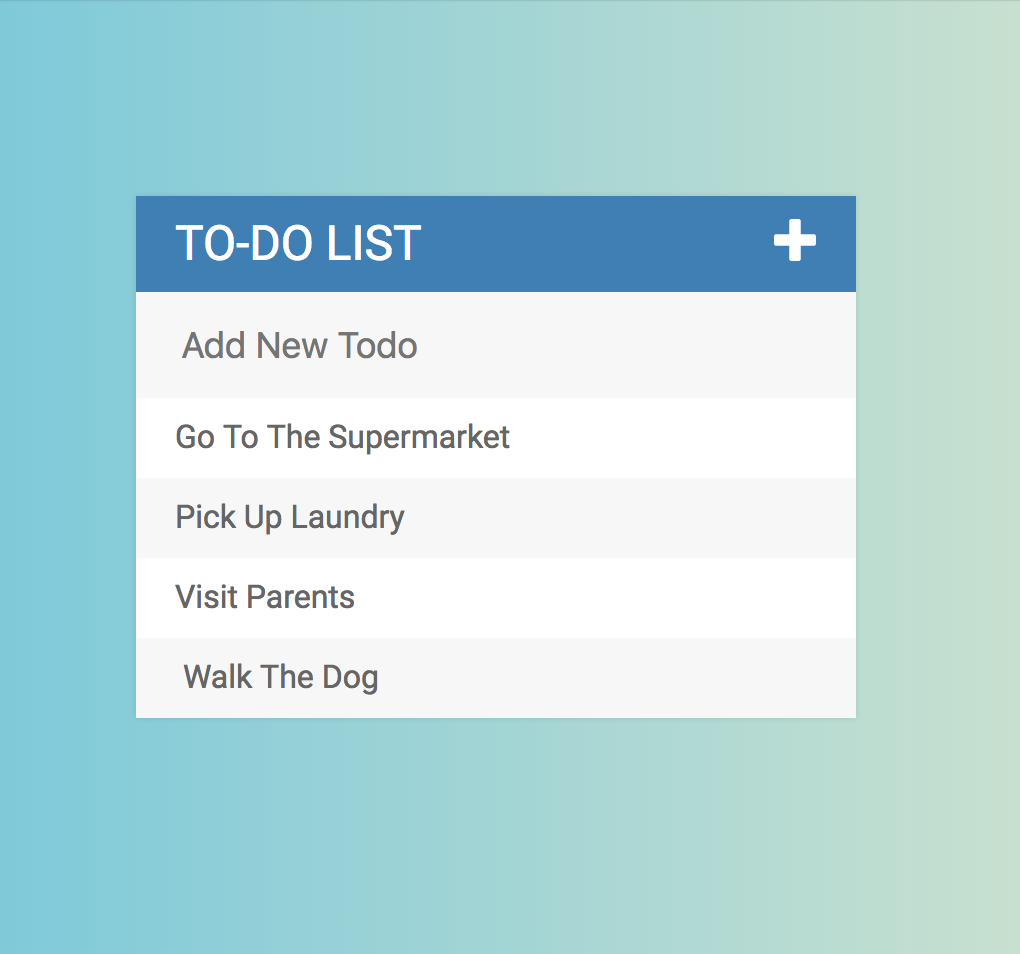 TO-DO LIST
Add New Todo
Go To The Supermarket
Pick Up Laundry
Visit Parents
Walk The Dog